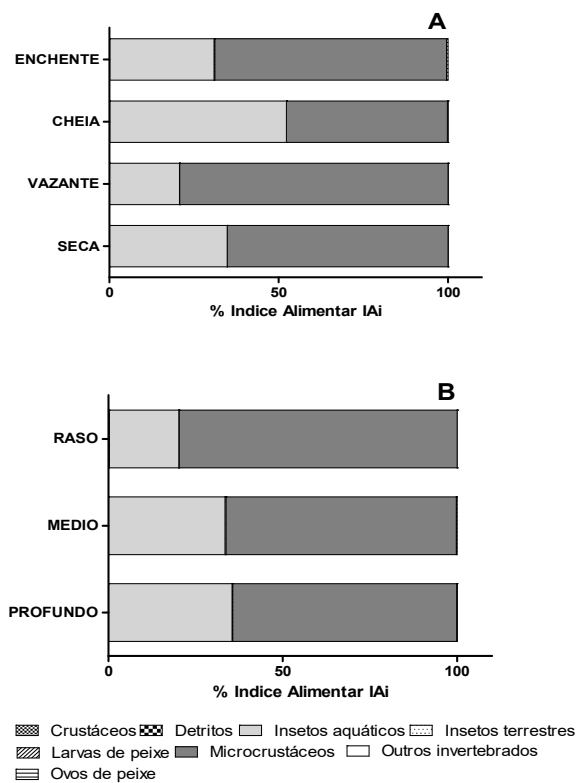 A
ENCHENTE
CHEIA
VAZANTE
SECA
0 50 100
% Indice Alimentar IAi
B
RASO
MEDIO
PROFUNDO
0 50 100
% Indice Alimentar IAi
Crustáceos Detritos Insetos aquáticos Insetos terrestres
Larvas de peixe Microcrustáceos Outros invertebrados
Ovos de peixe